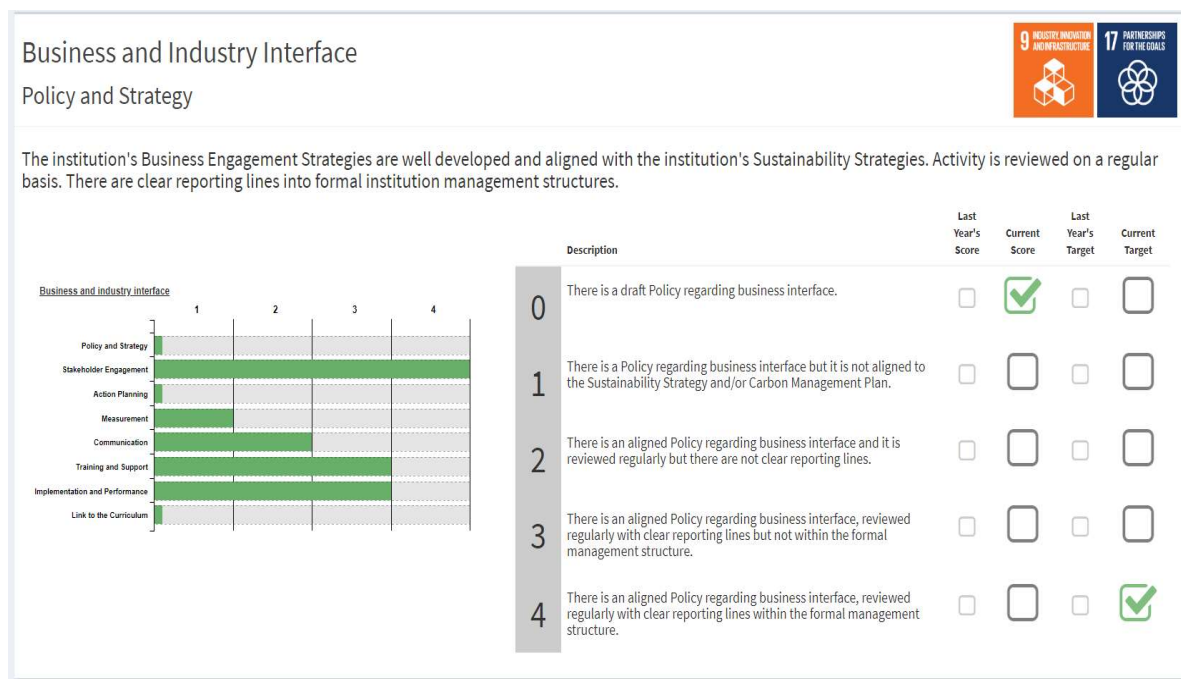 Business and Industry Interface
Policy and Strategy
9 INDUSTRY, INNOVATION
AND INFRASTRUCTURE
17 PARTNERSHIPS
FOR THE GOALS
The institution's Business Engagement Strategies are well developed and aligned with the institution's Sustainability Strategies. Activity is reviewed on a regular
basis. There are clear reporting lines into formal institution management structures.
Business and industry interface
1 2 3 4
Policy and Strategy
Stakeholder Engagement
Action Planning
Measurement
Communication
Training and Support
Implementation and Performance
Link to the Curriculum
Description
Last
Year's
Score
Current
Score
Last
Year's
Target
Current
Target
0
There is a draft Policy regarding business interface.
1
There is a Policy regarding business interface but it is not aligned to
the Sustainability Strategy and/or Carbon Management Plan.
2
There is an aligned Policy regarding business interface and it is
reviewed regularly but there are not clear reporting lines.
3
There is an aligned Policy regarding business interface, reviewed
regularly with clear reporting lines but not within the formal
management structure.
4
There is an aligned Policy regarding business interface, reviewed
regularly with clear reporting lines within the formal management
structure.